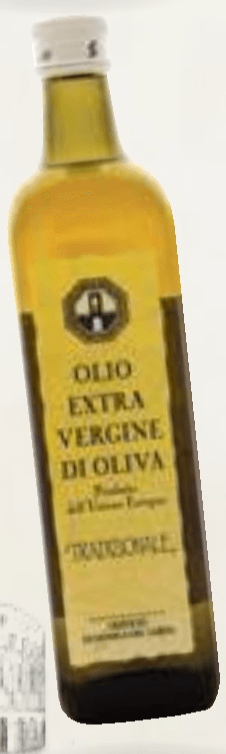 OLIO
EXTRA
VERGINE
DI OLIVA
Prodotto
dell'Unione Europea
TRADIZIONALE